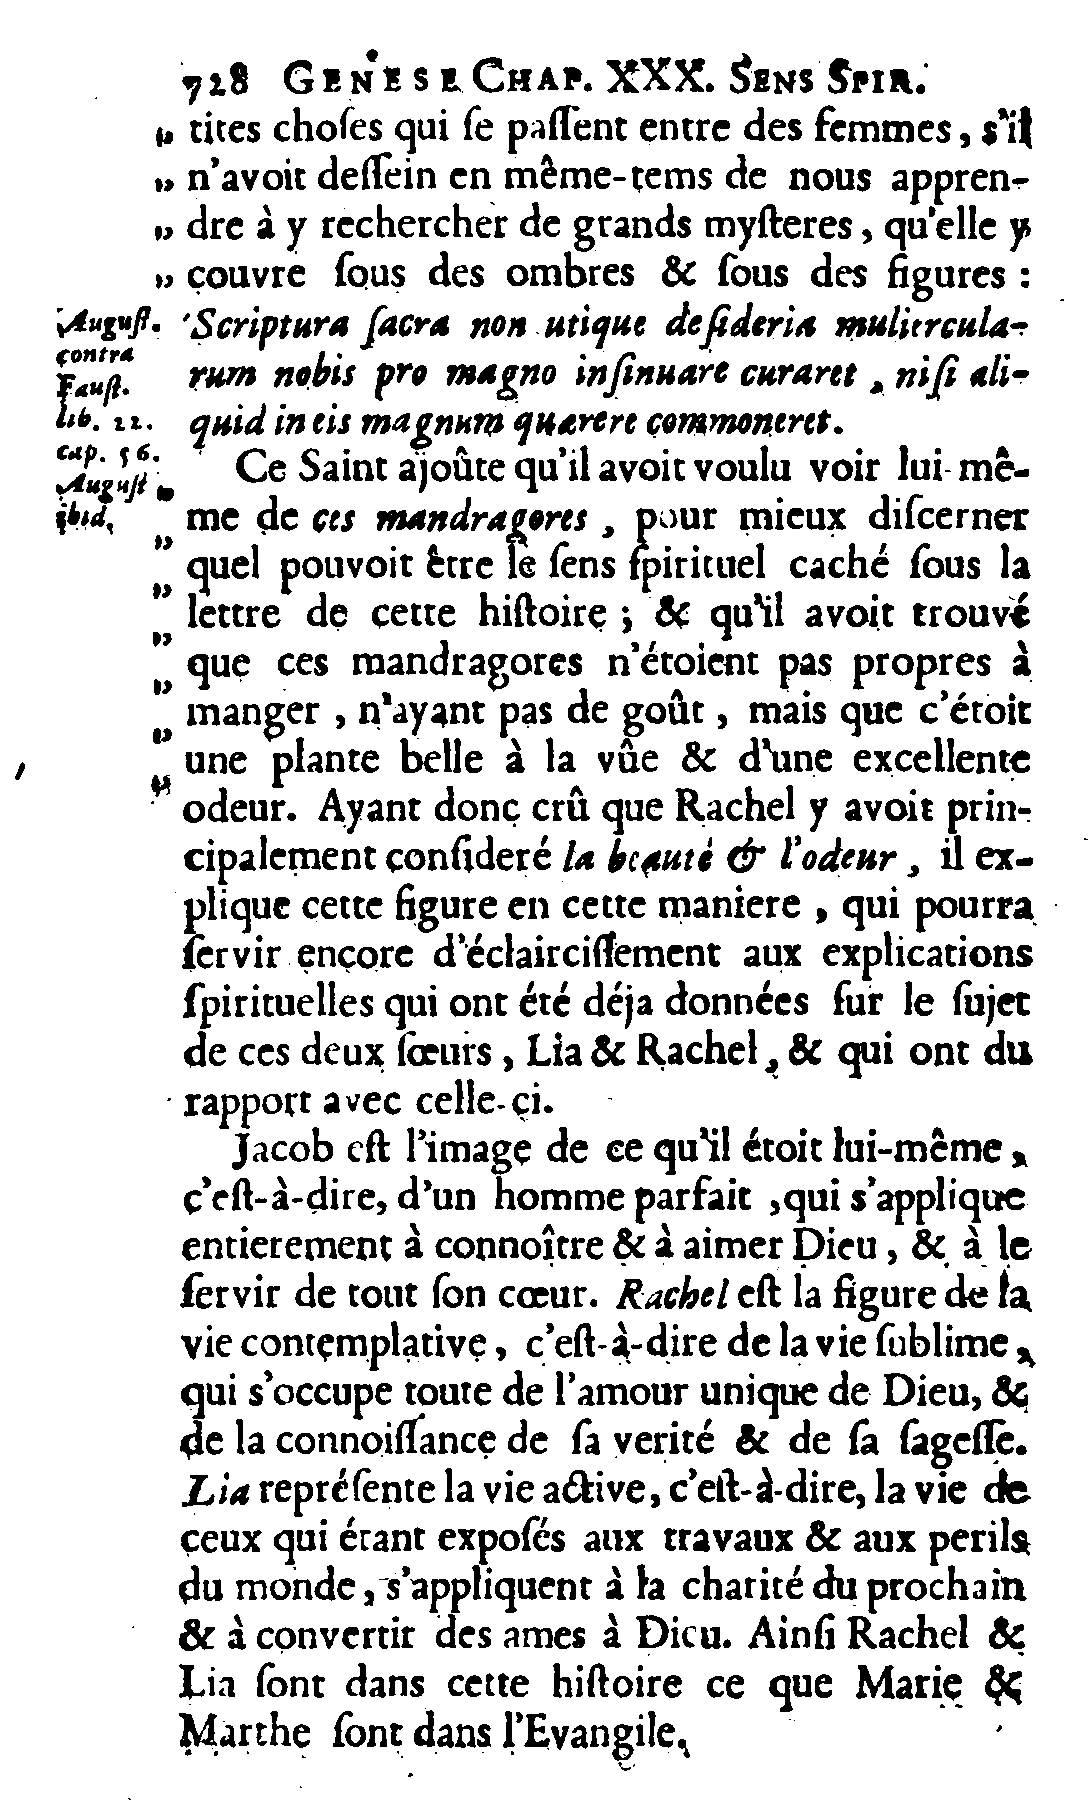 728 GENESE CHAP. XXX. SENS SPIR.
„ tites choſes qui ſe paſſent entre des femmes, s'il
„ n'avoit deſſein en même-tems de nous appren-
„ dre à y rechercher de grands myſteres, qu'elle y
„ couvre ſous des ombres & ſous des figures :
Scriptura ſacra non utique deſideria muliercula-
rum nobis pro magno inſinuare curaret, niſi ali-
quid in eis magnum quærere commoneret.
Auguſt.
contra
Fauſt.
lib. 22.
cap. 56.
Ce Saint ajoûte qu'il avoit voulu voir lui-mê-
Auguſt
ibid.
„ me de ces mandragores, pour mieux diſcerner
„ quel pouvoit être le ſens ſpirituel caché ſous la
„ lettre de cette hiſtoire ; & qu'il avoit trouvé
„ que ces mandragores n'étoient pas propres à
„ manger, n'ayant pas de goût, mais que c'étoit
„ une plante belle à la vûe & d'une excellente
„ odeur. Ayant donc crû que Rachel y avoit prin-
cipalement conſideré la beauté & l'odeur, il ex-
plique cette figure en cette maniere, qui pourra
ſervir encore d'éclairciſſement aux explications
ſpirituelles qui ont été déja données ſur le ſujet
de ces deux ſœurs, Lia & Rachel, & qui ont du
rapport avec celle-ci.
Jacob eſt l'image de ce qu'il étoit lui-même,
c'eſt-à-dire, d'un homme parfait, qui s'applique
entierement à connoître & à aimer Dieu, & à le
ſervir de tout ſon cœur. Rachel eſt la figure de la
vie contemplative, c'eſt-à-dire de la vie ſublime,
qui s'occupe toute de l'amour unique de Dieu, &
de la connoiſſance de ſa verité & de ſa ſageſſe.
Lia repréſente la vie active, c'eſt-à-dire, la vie de
ceux qui étant expoſés aux travaux & aux perils
du monde, s'appliquent à la charité du prochain
& à convertir des ames à Dieu. Ainſi Rachel &
Lia ſont dans cette hiſtoire ce que Marie &
Marthe ſont dans l'Evangile.